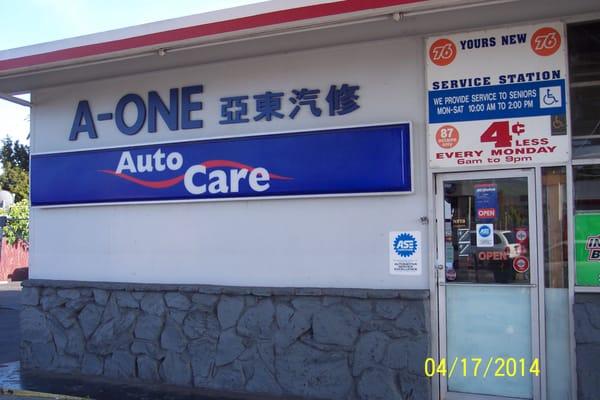 76 YOURS NEW 76
SERVICE STATION
WE PROVIDE SERVICE TO SENIORS
MON-SAT 10:00 AM TO 2:00 PM
87 4¢ LESS
EVERY MONDAY
6am to 9pm
A-ONE 亞東汽修
Auto Care
ASE
OPEN
OPEN
04/17/2014